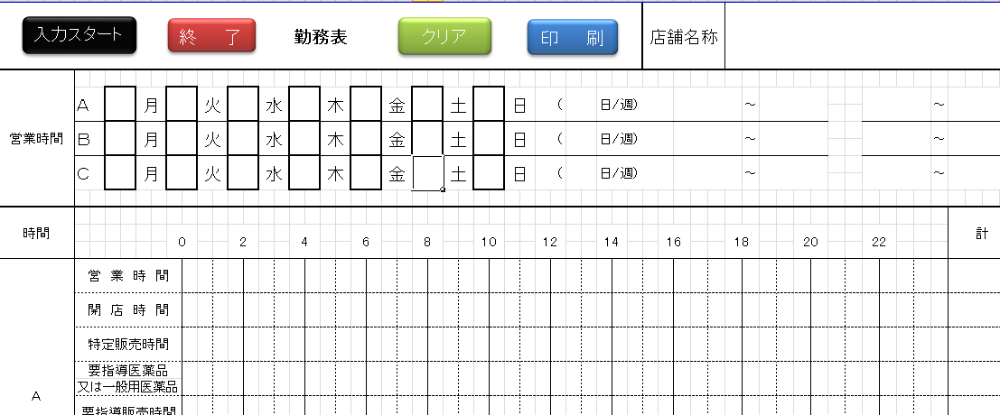 入力スタート 終 了 勤務表 クリア 印 刷 店舗名称
A 月 火 水 木 金 土 日 ( 日/週) ～ ～
営業時間 B 月 火 水 木 金 土 日 ( 日/週) ～ ～
C 月 火 水 木 金 土 日 ( 日/週) ～ ～
時間 0 2 4 6 8 10 12 14 16 18 20 22 計
営 業 時 間
開 店 時 間
特定販売時間
要指導医薬品
又は一般用医薬品
A
要指導販売時間